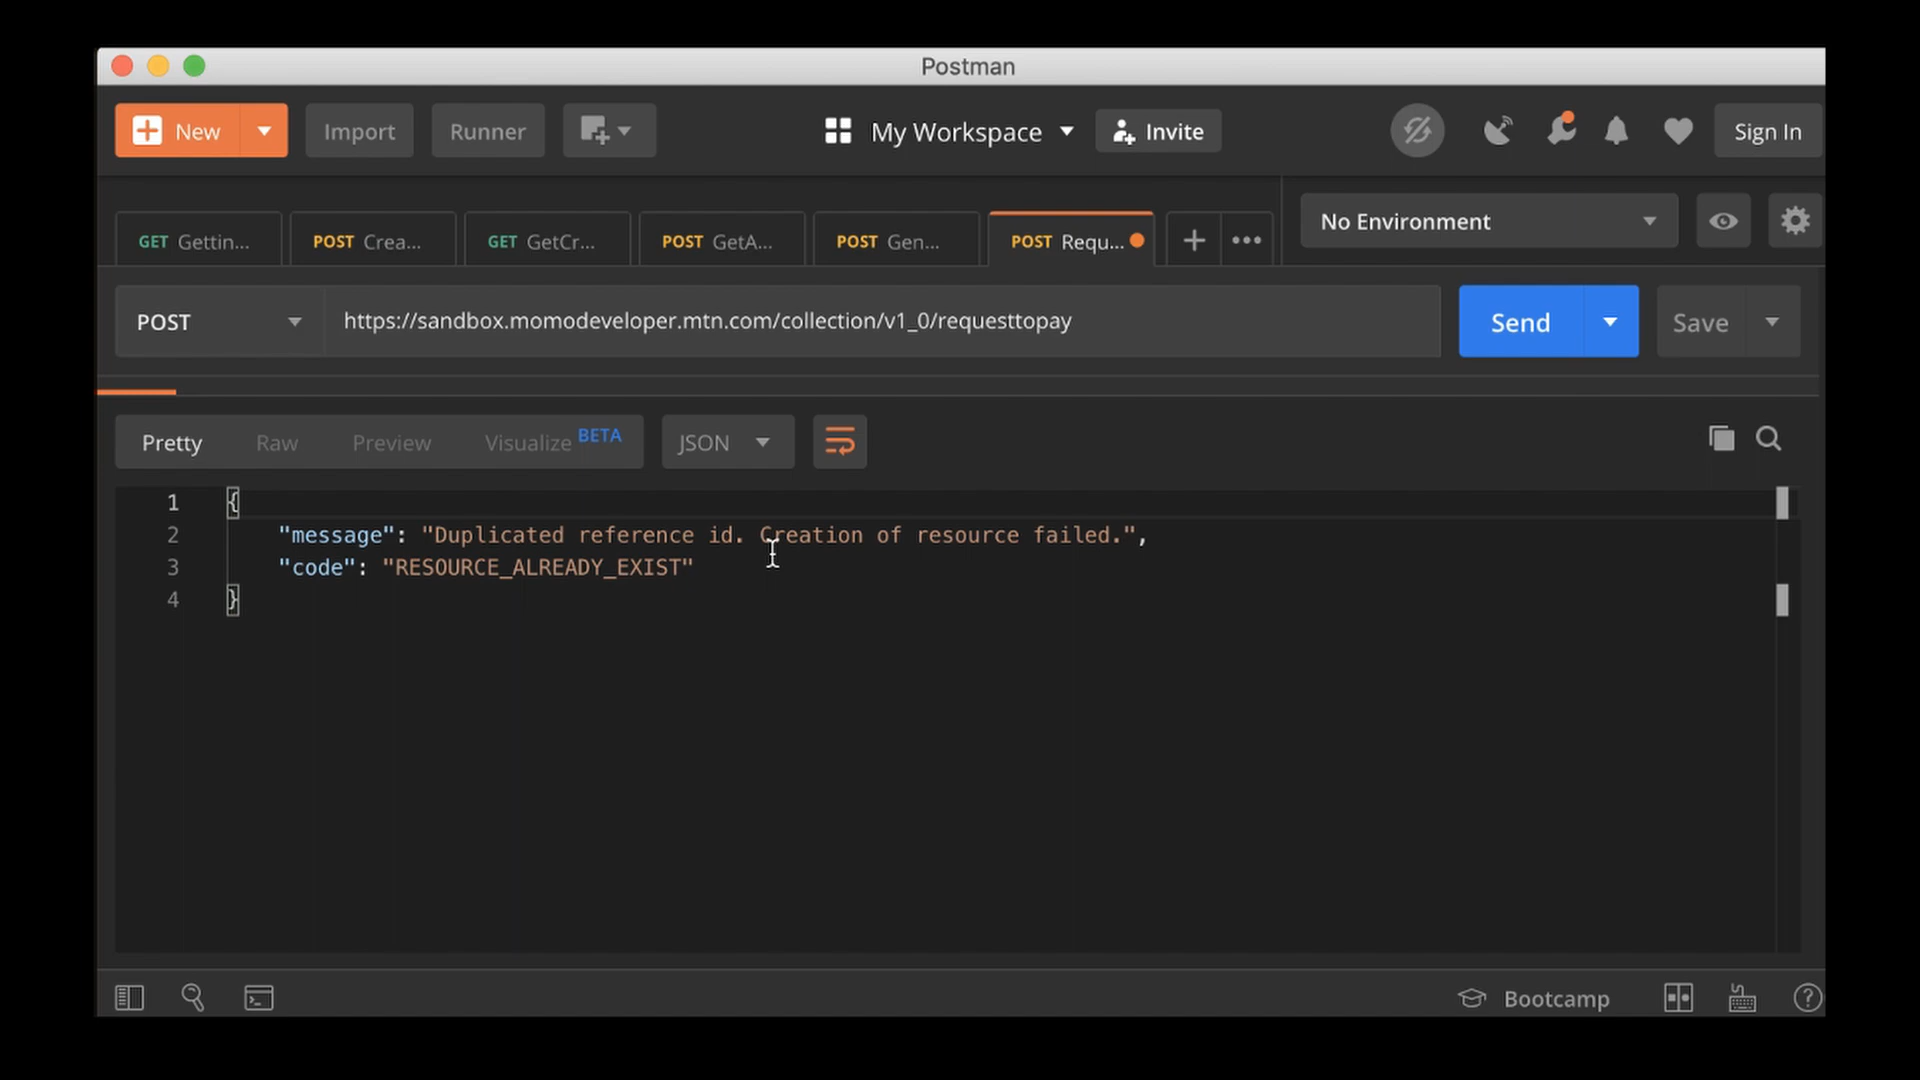 Postman
New Import Runner My Workspace Invite Sign In
GET Gettin... POST Crea... GET GetCr... POST GetA... POST Gen... POST Requ... No Environment
POST https://sandbox.momodeveloper.mtn.com/collection/v1_0/requesttopay Send Save
Pretty Raw Preview Visualize BETA JSON
1 {
2 "message": "Duplicated reference id. Creation of resource failed.",
3 "code": "RESOURCE_ALREADY_EXIST"
4 }
Bootcamp